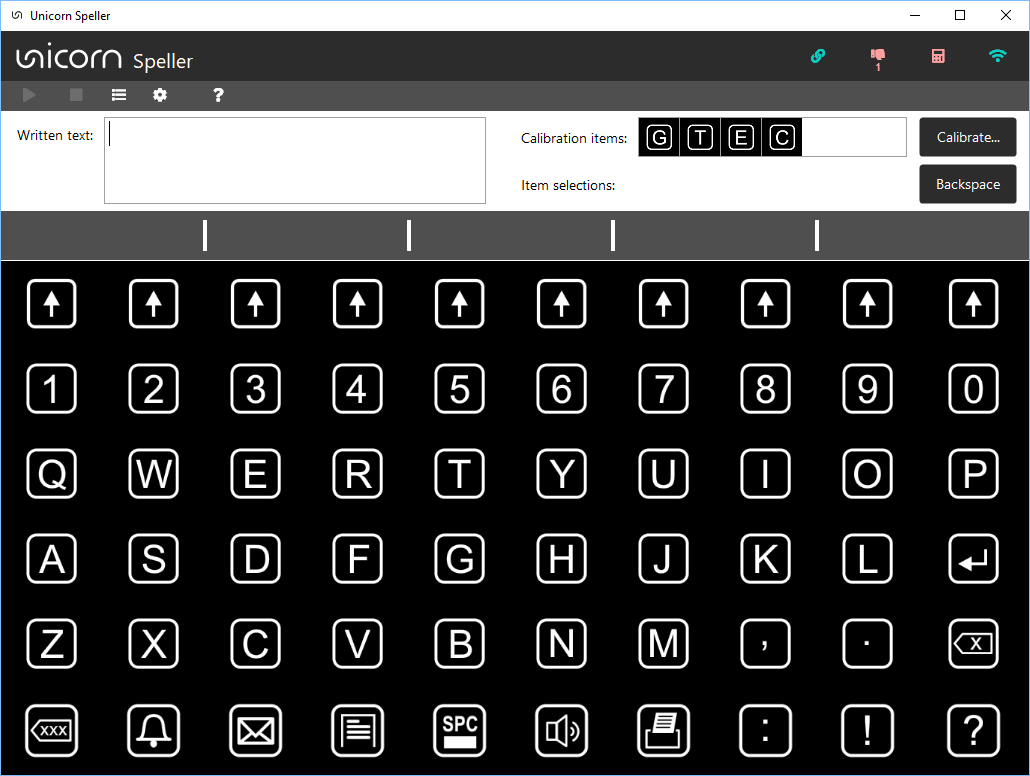 Unicorn Speller
unicorn Speller
1
?
Written text:
Calibration items: G T E C
Calibrate...
Item selections:
Backspace
1 2 3 4 5 6 7 8 9 0
Q W E R T Y U I O P
A S D F G H J K L
Z X C V B N M , . X
XXX SPC : ! ?